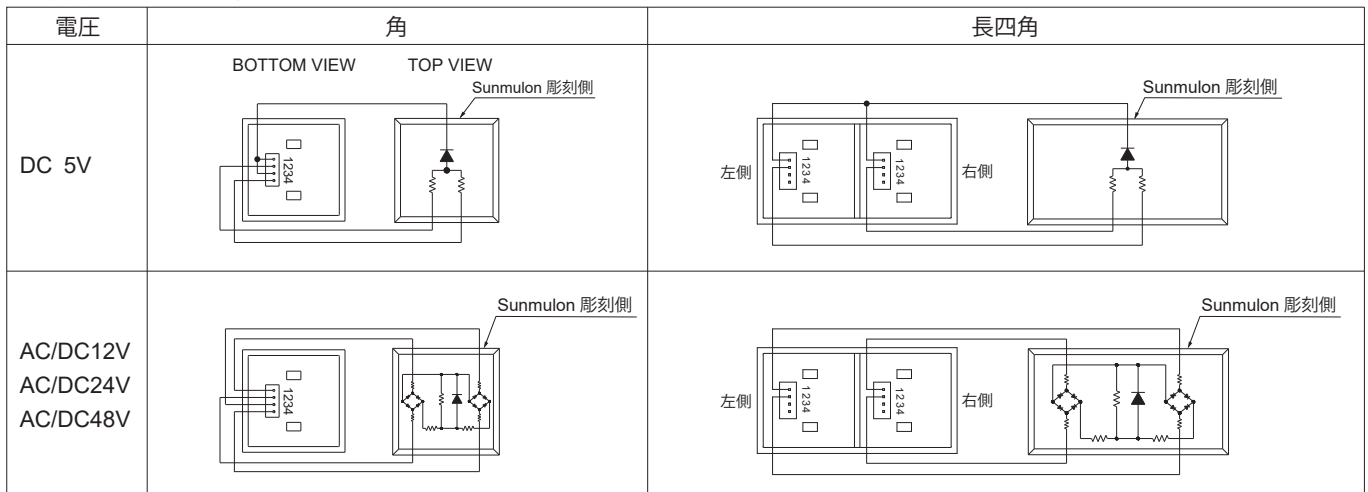 電圧
角
長四角
DC 5V
BOTTOM VIEW
TOP VIEW
Sunmulon 彫刻側
1234
Sunmulon 彫刻側
左側
1234
1234
右側
AC/DC12V
AC/DC24V
AC/DC48V
Sunmulon 彫刻側
1234
Sunmulon 彫刻側
左側
1234
1234
右側